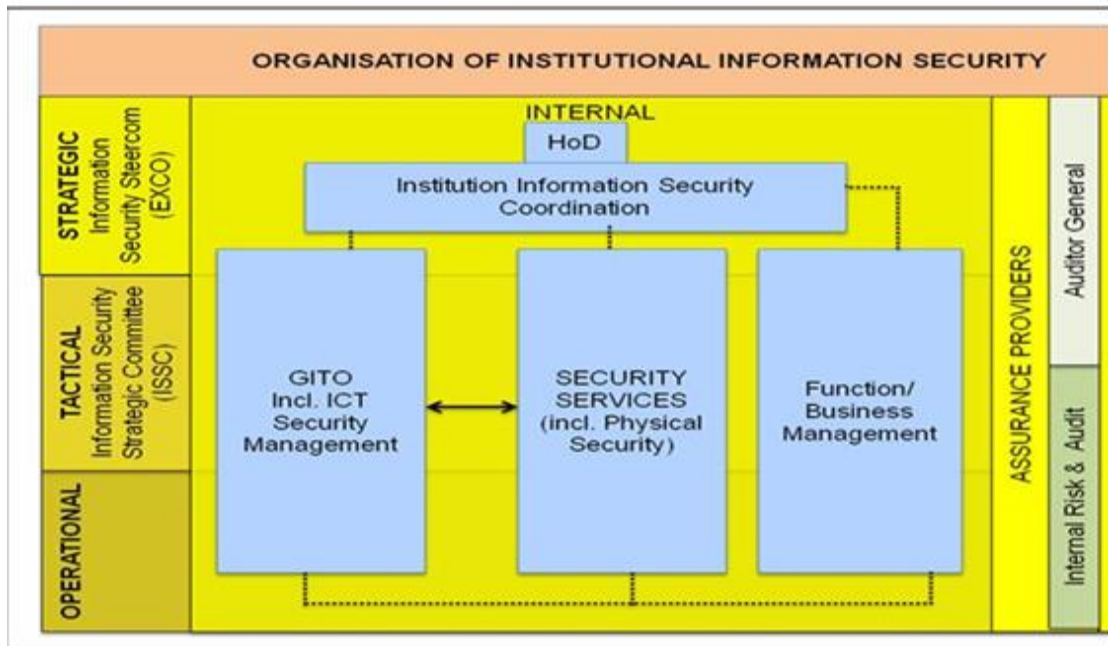 ORGANISATION OF INSTITUTIONAL INFORMATION SECURITY
STRATEGIC
Information
Security Steercom
(EXCO)
TACTICAL
Information Security
Strategic Committee
(ISSC)
OPERATIONAL
INTERNAL
HoD
Institution Information Security
Coordination
GITO
Incl. ICT
Security
Management
SECURITY
SERVICES
(incl. Physical
Security)
Function/
Business
Management
ASSURANCE PROVIDERS
Auditor General
Internal Risk & Audit